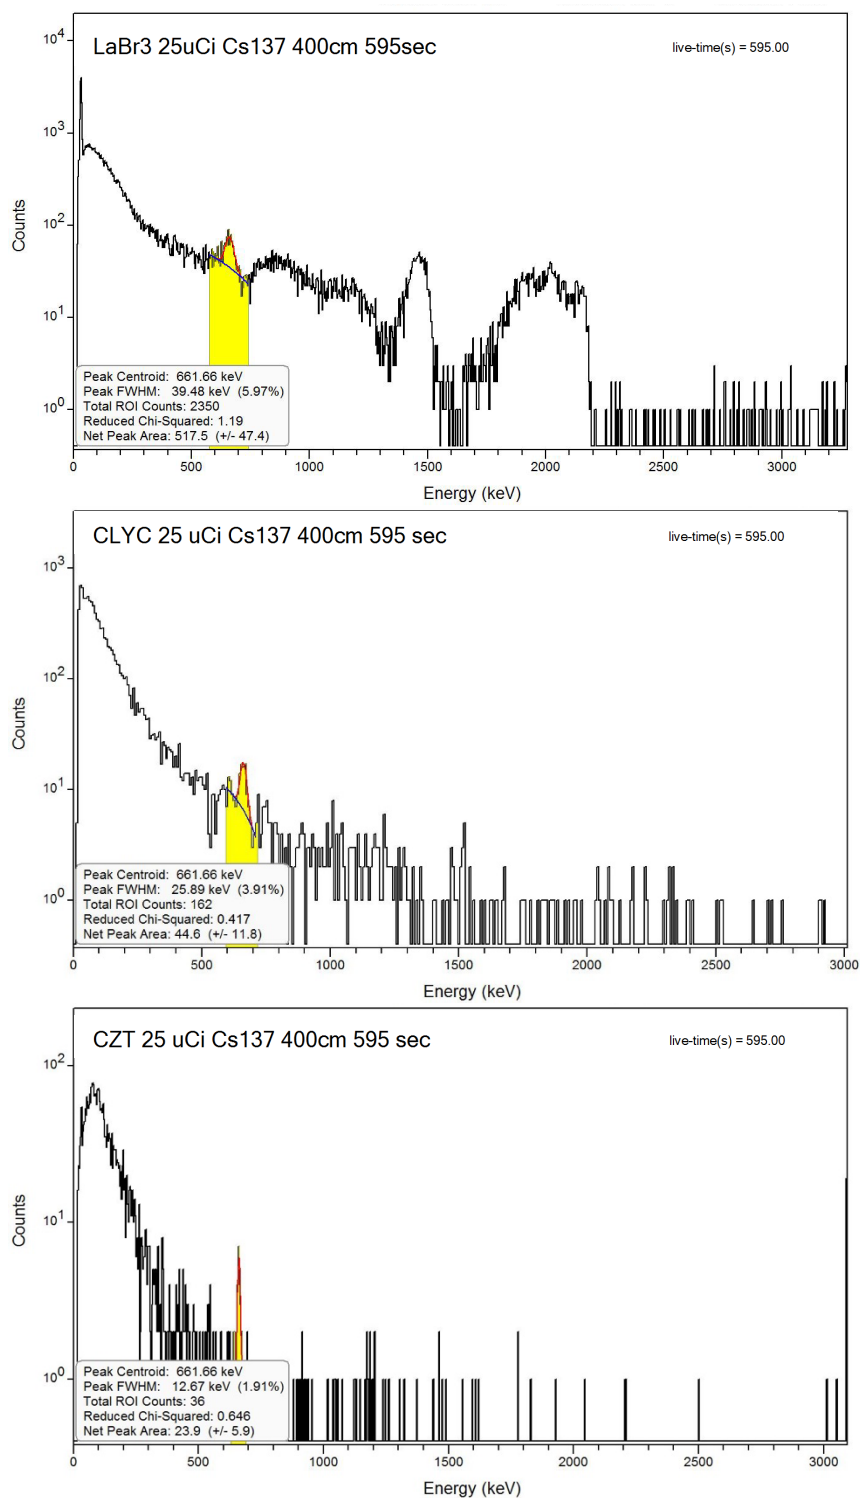 LaBr3 25uCi Cs137 400cm 595sec
live-time(s) = 595.00
10^4
10^3
10^2
10^1
10^0
Counts
Peak Centroid: 661.66 keV
Peak FWHM: 39.48 keV (5.97%)
Total ROI Counts: 2350
Reduced Chi-Squared: 1.19
Net Peak Area: 517.5 (+/- 47.4)
0 500 1000 1500 2000 2500 3000
Energy (keV)
CLYC 25 uCi Cs137 400cm 595 sec
live-time(s) = 595.00
10^3
10^2
10^1
10^0
Counts
Peak Centroid: 661.66 keV
Peak FWHM: 25.89 keV (3.91%)
Total ROI Counts: 162
Reduced Chi-Squared: 0.417
Net Peak Area: 44.6 (+/- 11.8)
0 500 1000 1500 2000 2500 3000
Energy (keV)
CZT 25 uCi Cs137 400cm 595 sec
live-time(s) = 595.00
10^2
10^1
10^0
Counts
Peak Centroid: 661.66 keV
Peak FWHM: 12.67 keV (1.91%)
Total ROI Counts: 36
Reduced Chi-Squared: 0.646
Net Peak Area: 23.9 (+/- 5.9)
0 500 1000 1500 2000 2500 3000
Energy (keV)